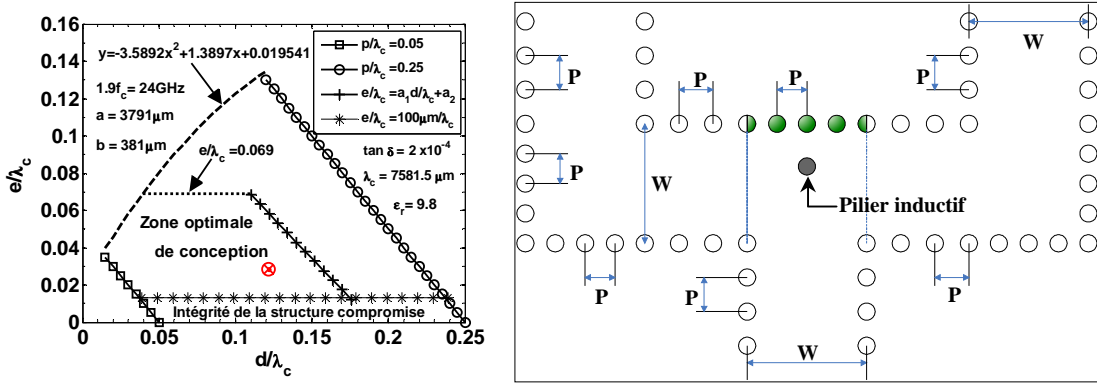 0.16
0.14
0.12
0.10
0.08
0.06
0.04
0.02
0
e/λc
y=-3.5892x²+1.3897x+0.019541
1.9fc = 24GHz
a = 3791µm
b = 381µm
e/λc =0.069
p/λc =0.05
p/λc =0.25
e/λc =a1d/λc+a2
e/λc =100µm/λc
tan δ = 2 x10⁻⁴
λc = 7581.5 µm
εr = 9.8
Zone optimale
de conception
Intégrité de la structure compromise
0 0.05 0.10 0.15 0.20 0.25
d/λc
W
P
P
P
P
P
W
Pilier inductif
P
P
P
W